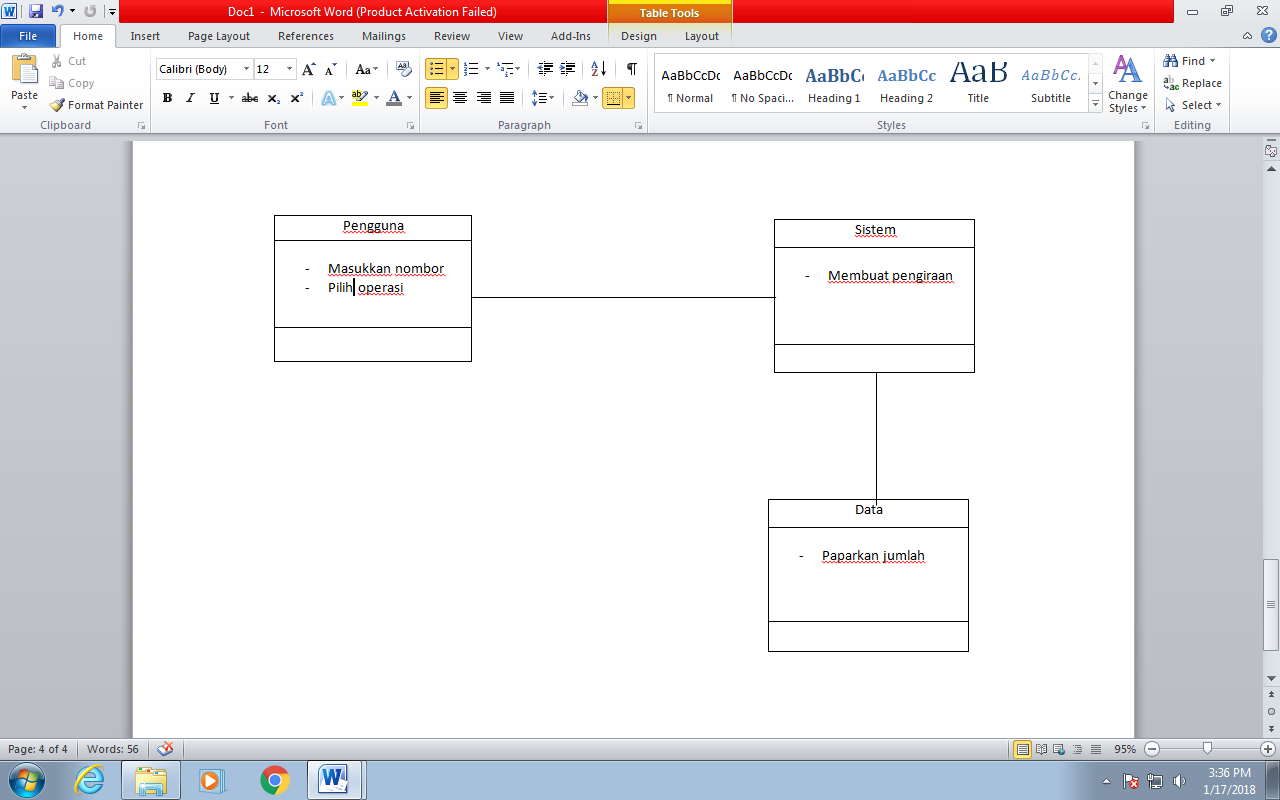 Doc1 - Microsoft Word (Product Activation Failed)
Table Tools
File Home Insert Page Layout References Mailings Review View Add-Ins Design Layout
Paste
Cut
Copy
Format Painter
Clipboard
Calibri (Body) 12
Font
Paragraph
AaBbCcDc AaBbCcDc AaBbCc AaBbCc AaB AaBbCc.
¶ Normal ¶ No Spaci... Heading 1 Heading 2 Title Subtitle
Styles
Change Styles
Find
Replace
Select
Editing
Pengguna
- Masukkan nombor
- Pilih operasi
Sistem
- Membuat pengiraan
Data
- Paparkan jumlah
Page: 4 of 4 Words: 56 95%
3:36 PM
1/17/2018